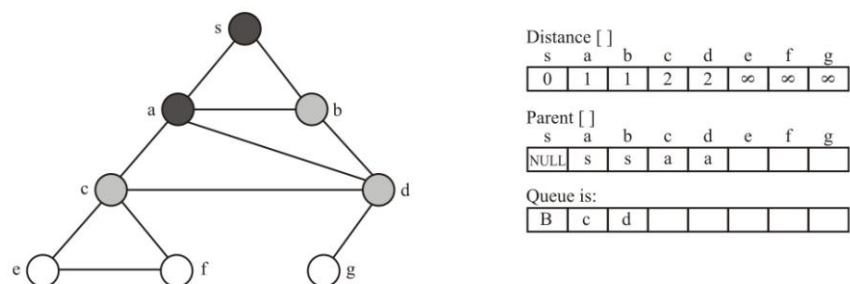 s
a
b
c
d
e
f
g
Distance [ ]
s a b c d e f g
0 1 1 2 2 ∞ ∞ ∞
Parent [ ]
s a b c d e f g
NULL s s a a
Queue is:
B c d